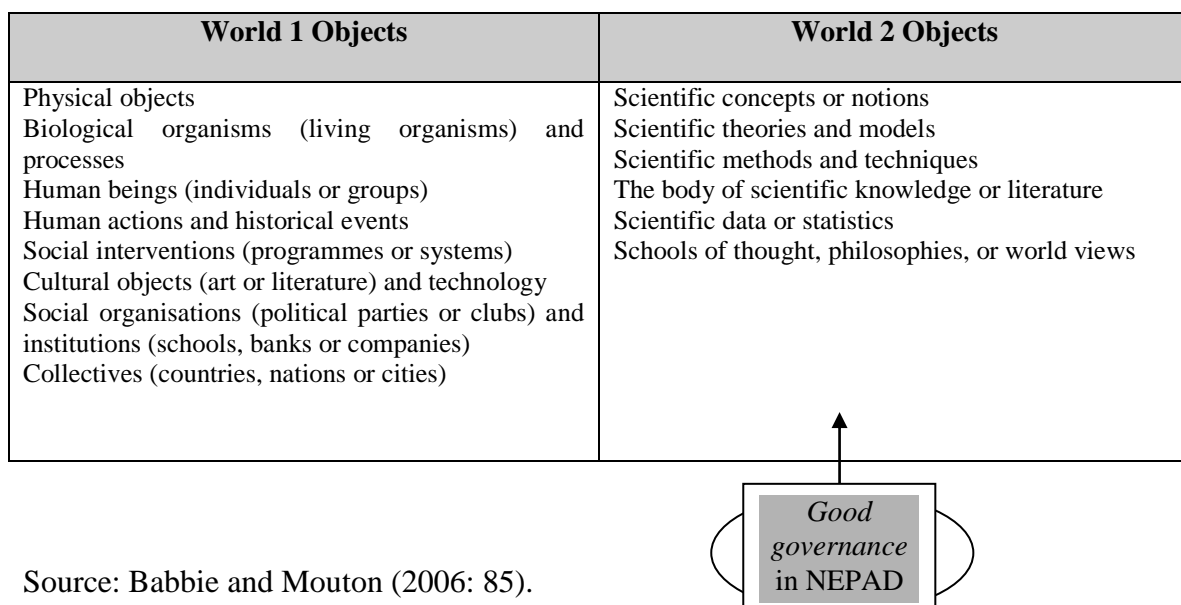 World 1 Objects
World 2 Objects
Physical objects
Biological organisms (living organisms) and
processes
Human beings (individuals or groups)
Human actions and historical events
Social interventions (programmes or systems)
Cultural objects (art or literature) and technology
Social organisations (political parties or clubs) and
institutions (schools, banks or companies)
Collectives (countries, nations or cities)
Scientific concepts or notions
Scientific theories and models
Scientific methods and techniques
The body of scientific knowledge or literature
Scientific data or statistics
Schools of thought, philosophies, or world views
Good
governance
in NEPAD
Source: Babbie and Mouton (2006: 85).